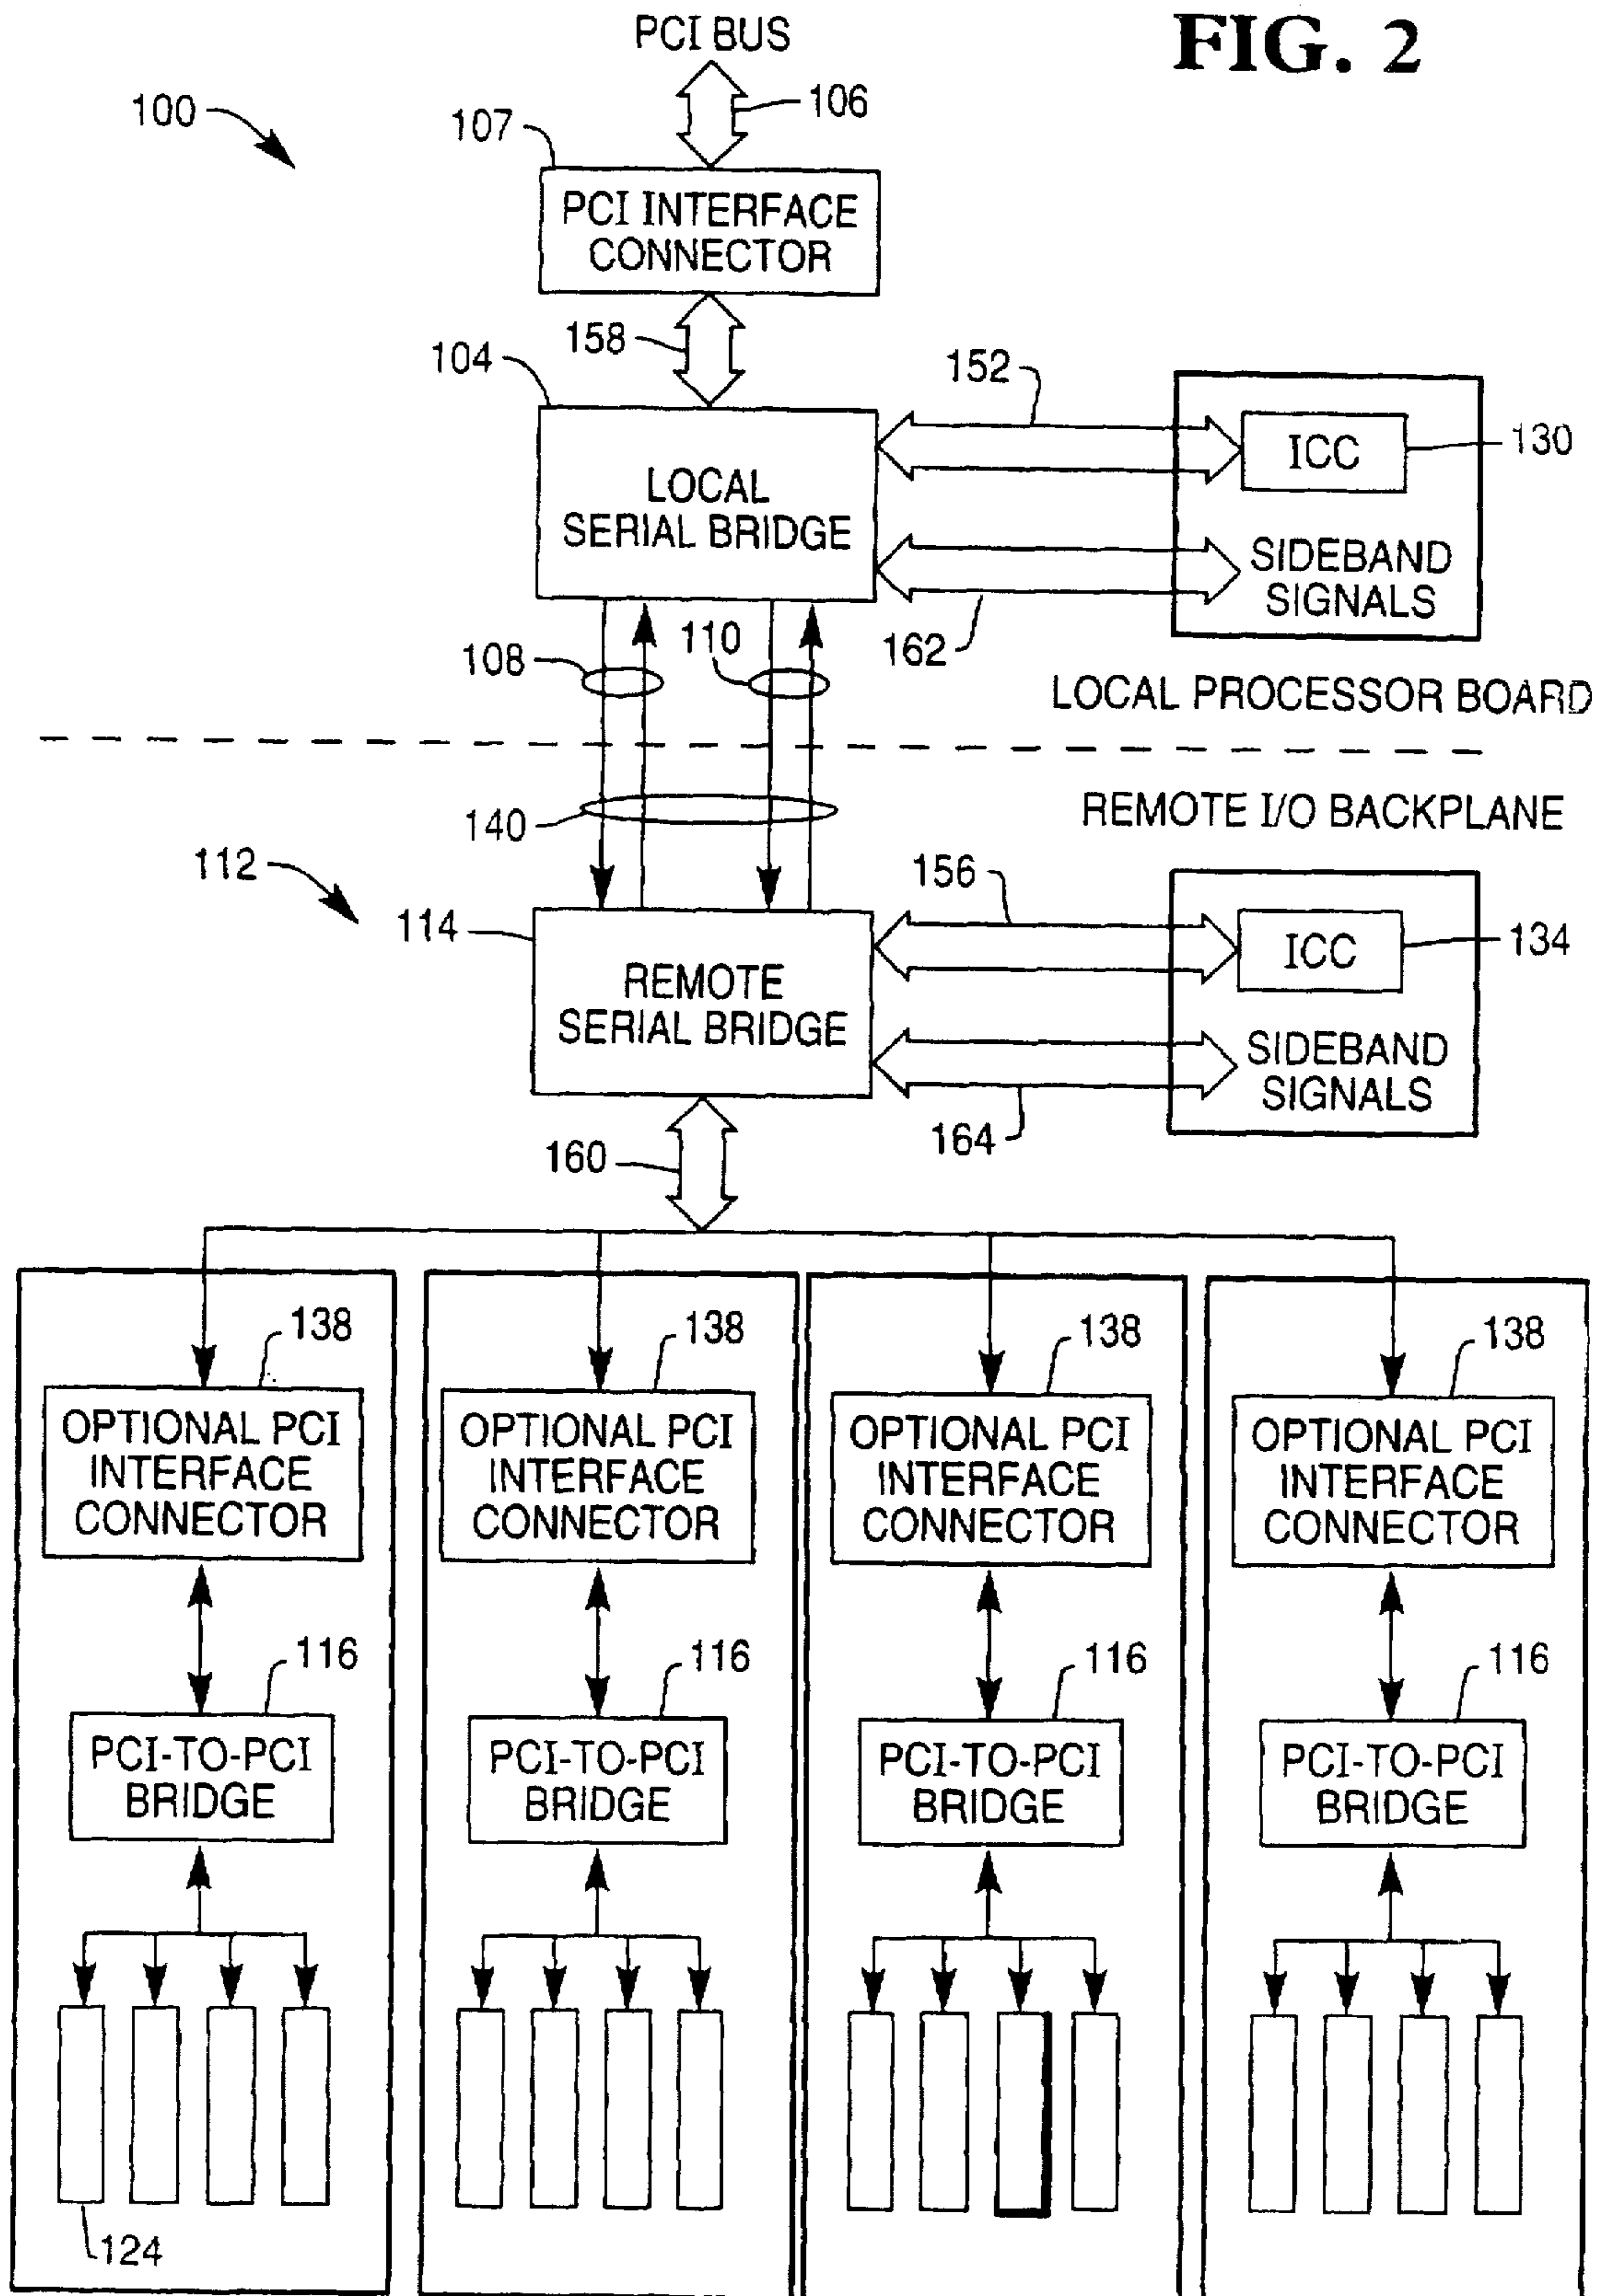 FIG. 2
PCI BUS
100
106
107
PCI INTERFACE
CONNECTOR
158
104
152
LOCAL
SERIAL BRIDGE
ICC
130
SIDEBAND
SIGNALS
162
108
110
LOCAL PROCESSOR BOARD
140
REMOTE I/O BACKPLANE
112
114
156
REMOTE
SERIAL BRIDGE
ICC
134
SIDEBAND
SIGNALS
164
160
138
OPTIONAL PCI
INTERFACE
CONNECTOR
116
PCI-TO-PCI
BRIDGE
124
138
OPTIONAL PCI
INTERFACE
CONNECTOR
116
PCI-TO-PCI
BRIDGE
138
OPTIONAL PCI
INTERFACE
CONNECTOR
116
PCI-TO-PCI
BRIDGE
138
OPTIONAL PCI
INTERFACE
CONNECTOR
116
PCI-TO-PCI
BRIDGE